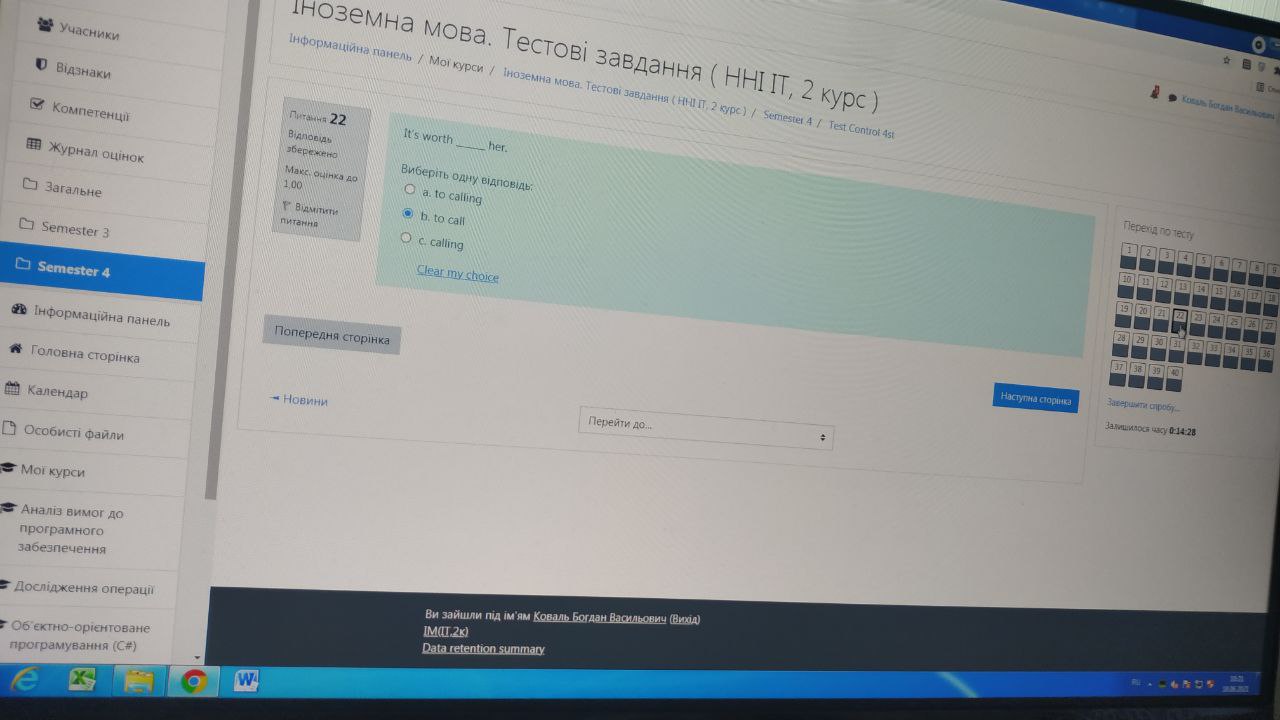 Іноземна мова. Тестові завдання ( ННІ ІТ, 2 курс )
Інформаційна панель / Мої курси / Іноземна мова. Тестові завдання ( ННІ ІТ, 2 курс ) / Semester 4 / Test Control 4st
Коваль Богдан Васильович
Учасники
Відзнаки
Компетенції
Журнал оцінок
Загальне
Semester 3
Semester 4
Інформаційна панель
Головна сторінка
Календар
Особисті файли
Мої курси
Аналіз вимог до
програмного
забезпечення
Дослідження операції
Об'єктно-орієнтоване
програмування (C#)
Питання 22
Відповідь
збережено
Макс. оцінка до
1,00
Відмітити
питання
It's worth _____ her.
Виберіть одну відповідь:
a. to calling
b. to call
c. calling
Clear my choice
Попередня сторінка
Наступна сторінка
◄ Новини
Перейти до...
Перехід по тесту
1 2 3 4 5 6 7 8 9
10 11 12 13 14 15 16 17 18
19 20 21 22 23 24 25 26 27
28 29 30 31 32 33 34 35 36
37 38 39 40
Завершити спробу...
Залишилося часу 0:14:28
Ви зайшли під ім'ям Коваль Богдан Васильович (Вихід)
ІМ(ІТ,2к)
Data retention summary
RU
10:21